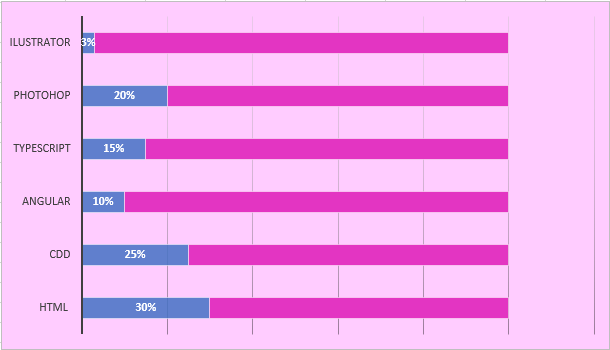 ILUSTRATOR 3%
PHOTOHOP 20%
TYPESCRIPT 15%
ANGULAR 10%
CDD 25%
HTML 30%